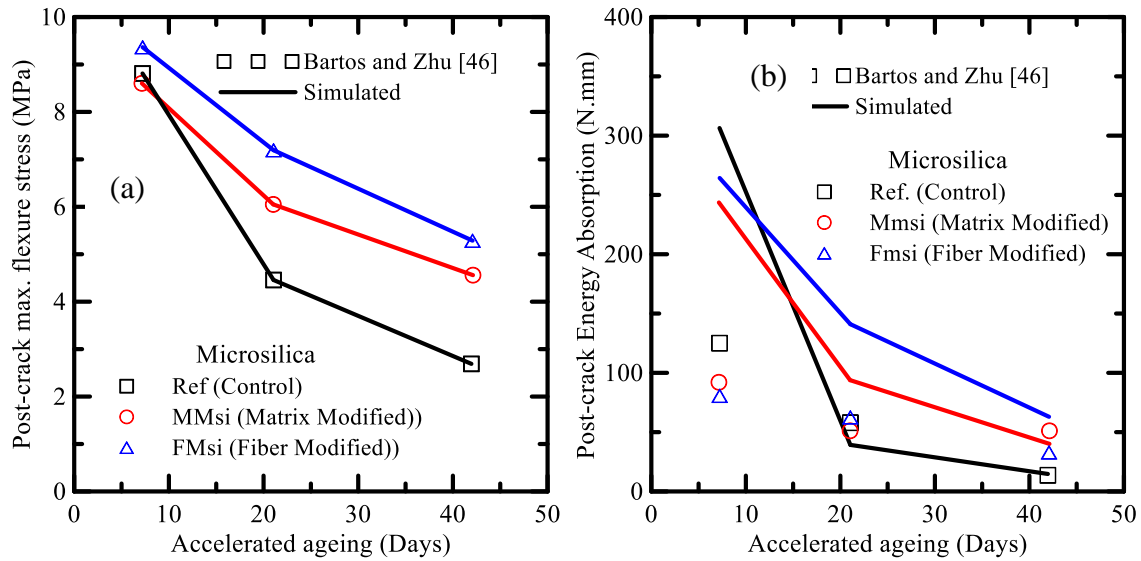 10
8
6
4
2
0
Post-crack max. flexure stress (MPa)
Bartos and Zhu [46]
Simulated
(a)
Microsilica
Ref (Control)
MMsi (Matrix Modified))
FMsi (Fiber Modified))
0 10 20 30 40 50
Accelerated ageing (Days)
400
300
200
100
0
Post-crack Energy Absorption (N.mm)
(b)
Bartos and Zhu [46]
Simulated
Microsilica
Ref. (Control)
Mmsi (Matrix Modified)
Fmsi (Fiber Modified)
0 10 20 30 40 50
Accelerated ageing (Days)